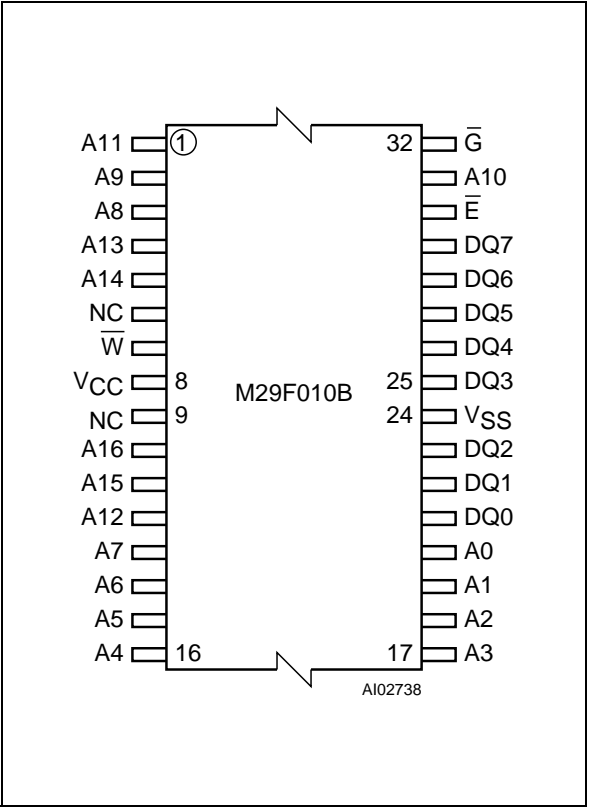 A11 1 32 G̅
A9 A10
A8 E̅
A13 DQ7
A14 DQ6
NC DQ5
W̅ DQ4
VCC 8 M29F010B 25 DQ3
NC 9 24 VSS
A16 DQ2
A15 DQ1
A12 DQ0
A7 A0
A6 A1
A5 A2
A4 16 17 A3
AI02738